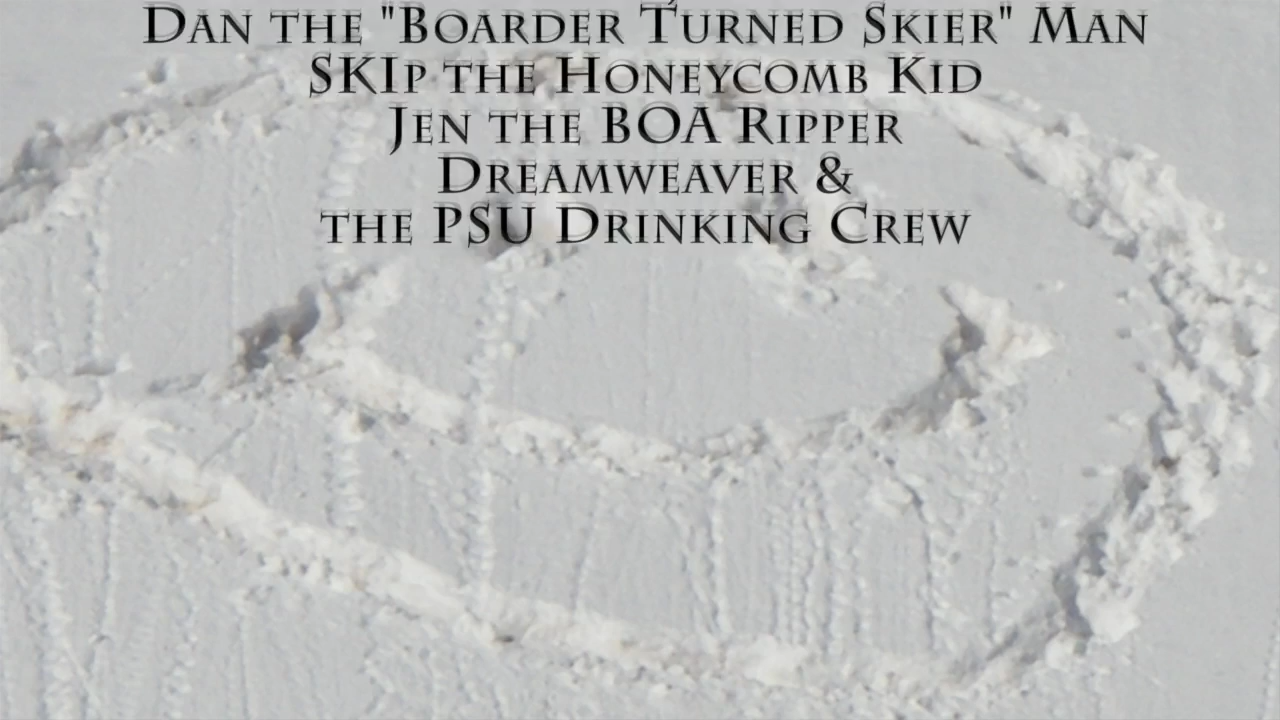 Dan the "Boarder Turned Skier" Man
SKIp the Honeycomb Kid
Jen the BOA Ripper
Dreamweaver &
the PSU Drinking Crew